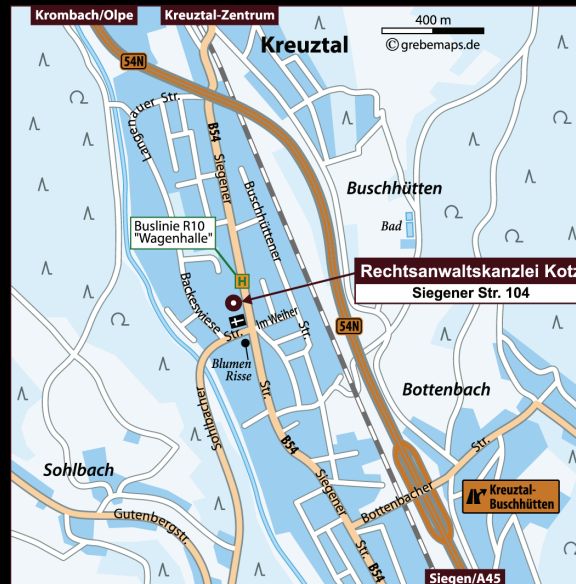 Krombach/Olpe
Kreuztal-Zentrum
400 m
© grebemaps.de
Kreuztal
54N
Langenauer Str.
B54
Siegener
Buschhüttener
Str.
Buschhütten
Bad
Buslinie R10
"Wagenhalle"
H
Rechtsanwaltskanzlei Kotz
Siegener Str. 104
Backeswiese
Str.
Im Weiher
54N
Blumen
Risse
Sohlbacher
Str.
B54
Bottenbach
Siegener
Str.
B54
Bottenbacher
Str.
Sohlbach
Gutenbergstr.
Kreuztal-
Buschhütten
Siegen/A45